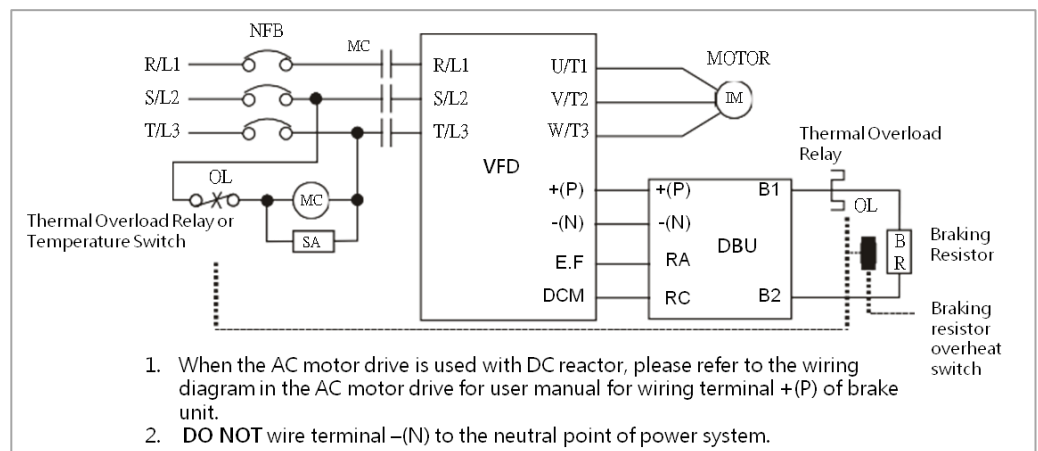 NFB
MC
R/L1
S/L2
T/L3
R/L1
S/L2
T/L3
U/T1
V/T2
W/T3
MOTOR
IM
VFD
+(P)
-(N)
E.F
DCM
+(P)
-(N)
RA
RC
DBU
B1
B2
Thermal Overload
Relay
OL
B
R
Braking
Resistor
Braking
resistor
overheat
switch
OL
MC
SA
Thermal Overload Relay or
Temperature Switch
1. When the AC motor drive is used with DC reactor, please refer to the wiring
diagram in the AC motor drive for user manual for wiring terminal +(P) of brake
unit.
2. DO NOT wire terminal –(N) to the neutral point of power system.